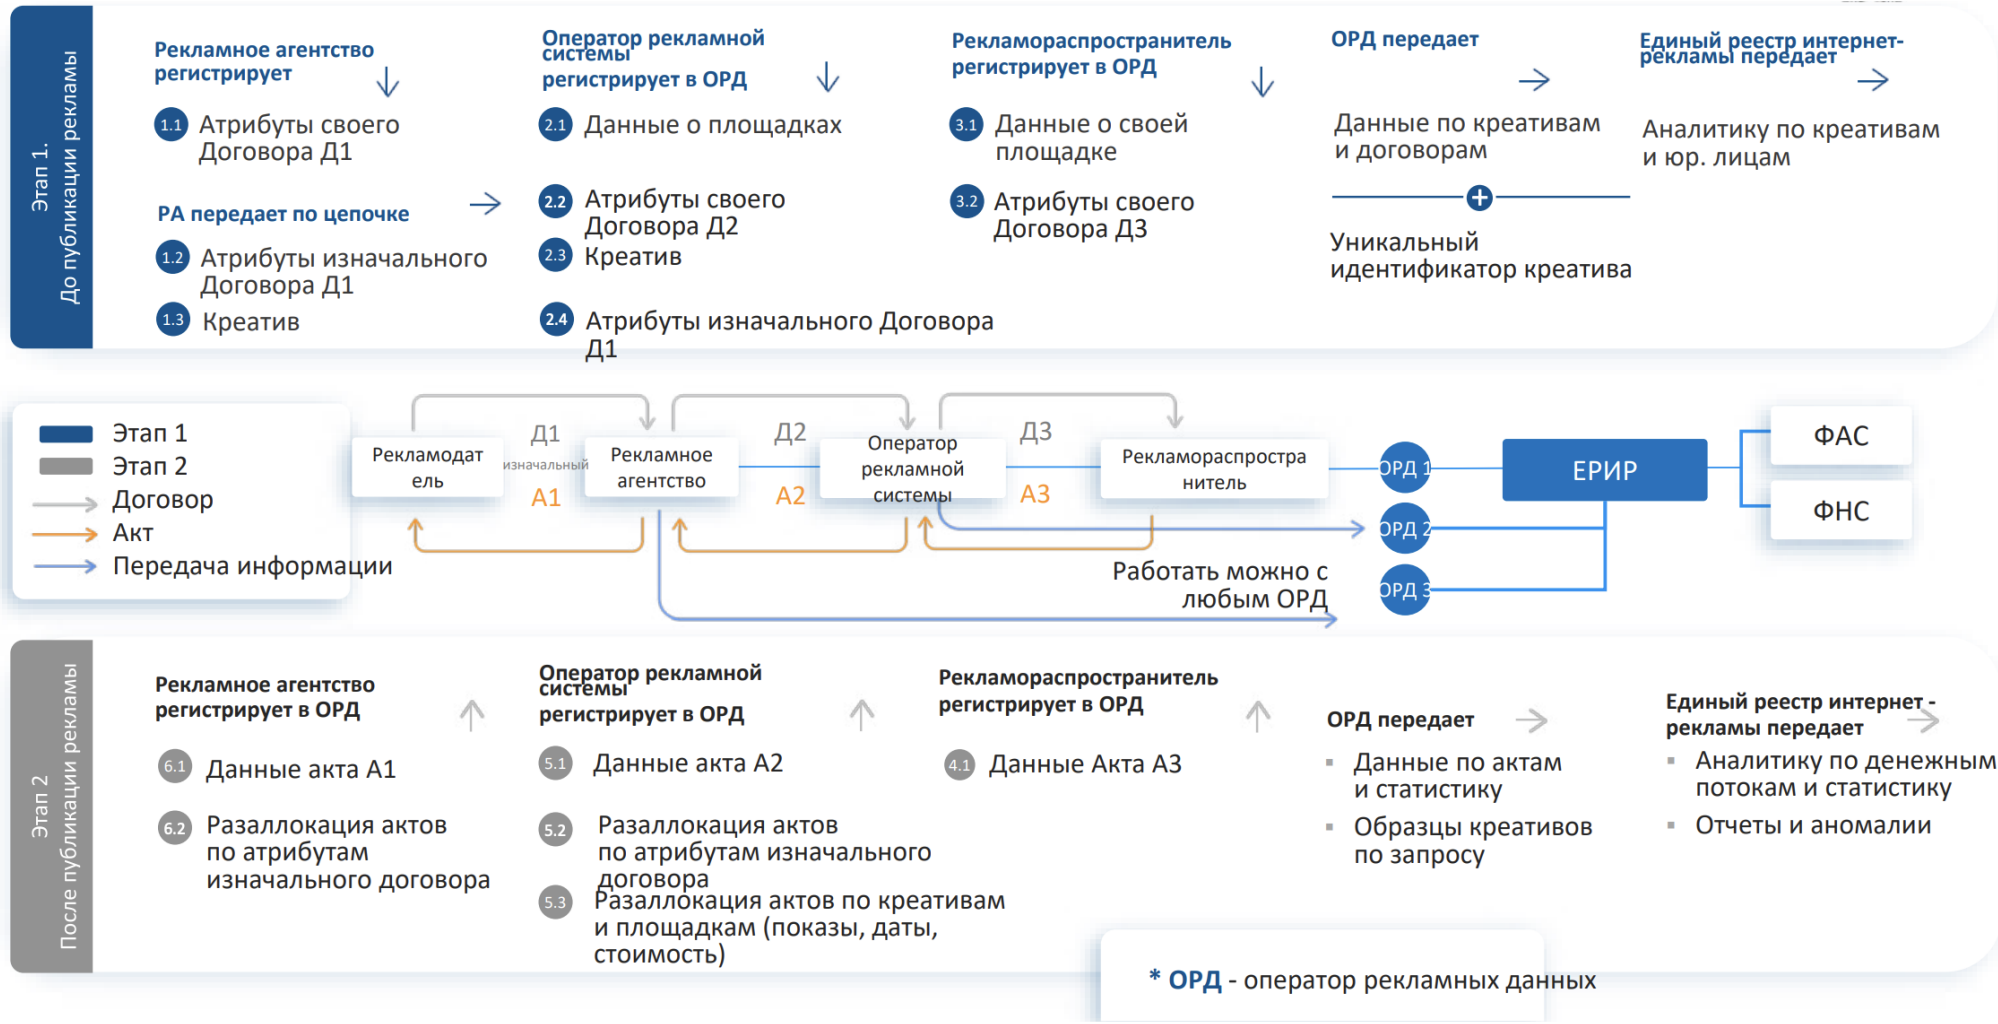 Этап 1.
До публикации рекламы
Рекламное агентство
регистрирует
1.1 Атрибуты своего
Договора Д1
РА передает по цепочке
1.2 Атрибуты изначального
Договора Д1
1.3 Креатив
Оператор рекламной
системы
регистрирует в ОРД
2.1 Данные о площадках
2.2 Атрибуты своего
Договора Д2
2.3 Креатив
2.4 Атрибуты изначального Договора
Д1
Рекламораспространитель
регистрирует в ОРД
3.1 Данные о своей
площадке
3.2 Атрибуты своего
Договора Д3
ОРД передает
Данные по креативам
и договорам
Уникальный
идентификатор креатива
Единый реестр интернет-
рекламы передает
Аналитику по креативам
и юр. лицам
Этап 1
Этап 2
Договор
Акт
Передача информации
Рекламодат
ель
Д1
изначальный
А1
Рекламное
агентство
Д2
А2
Оператор
рекламной
системы
Д3
А3
Рекламораспростра
нитель
Работать можно с
любым ОРД
ОРД 1
ОРД 2
ОРД 3
ЕРИР
ФАС
ФНС
Этап 2
После публикации рекламы
Рекламное агентство
регистрирует в ОРД
6.1 Данные акта А1
6.2 Разаллокация актов
по атрибутам
изначального договора
Оператор рекламной
системы
регистрирует в ОРД
5.1 Данные акта А2
5.2 Разаллокация актов
по атрибутам изначального
договора
5.3 Разаллокация актов по креативам
и площадкам (показы, даты,
стоимость)
Рекламораспространитель
регистрирует в ОРД
4.1 Данные Акта А3
ОРД передает
▪ Данные по актам
и статистику
▪ Образцы креативов
по запросу
Единый реестр интернет -
рекламы передает
▪ Аналитику по денежным
потокам и статистику
▪ Отчеты и аномалии
* ОРД - оператор рекламных данных